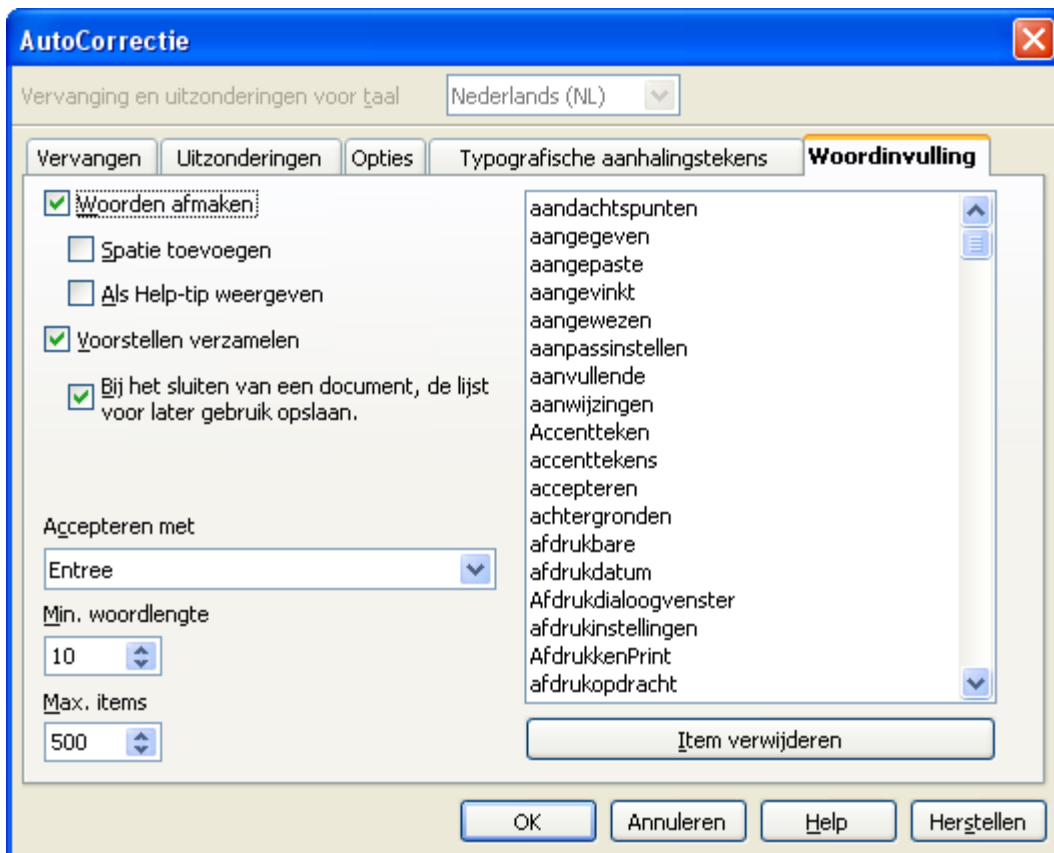 AutoCorrectie
Vervanging en uitzonderingen voor taal
Nederlands (NL)
Vervangen
Uitzonderingen
Opties
Typografische aanhalingstekens
Woordinvulling
Woorden afmaken
Spatie toevoegen
Als Help-tip weergeven
Voorstellen verzamelen
Bij het sluiten van een document, de lijst
voor later gebruik opslaan.
Accepteren met
Entree
Min. woordlengte
10
Max. items
500
aandachtspunten
aangegeven
aangepaste
aangevinkt
aangewezen
aanpassinstellen
aanvullende
aanwijzingen
Accentteken
accenttekens
accepteren
achtergronden
afdrukbare
afdrukdatum
Afdrukdialoogvenster
afdrukinstellingen
AfdrukkenPrint
afdrukopdracht
Item verwijderen
OK
Annuleren
Help
Herstellen